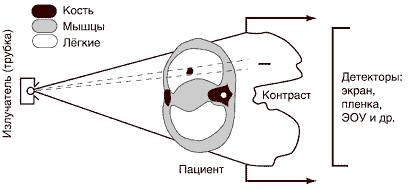 Кость
Мышцы
Лёгкие
Излучатель (трубка)
Контраст
Пациент
Детекторы:
экран,
пленка,
ЭОУ и др.